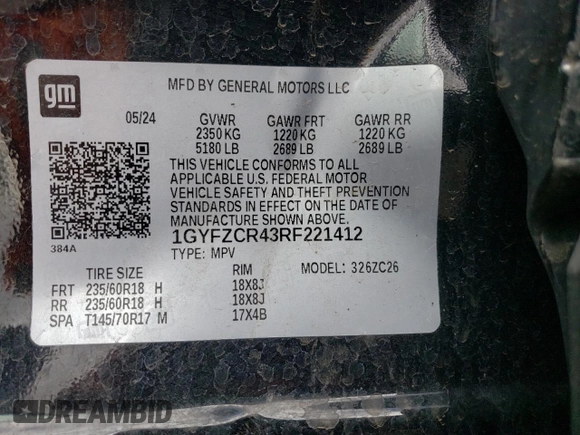 gm
MFD BY GENERAL MOTORS LLC
05/24 GVWR GAWR FRT GAWR RR
2350 KG 1220 KG 1220 KG
5180 LB 2689 LB 2689 LB
THIS VEHICLE CONFORMS TO ALL
APPLICABLE U.S. FEDERAL MOTOR
VEHICLE SAFETY AND THEFT PREVENTION
STANDARDS IN EFFECT ON THE DATE OF
MANUFACTURE SHOWN ABOVE.
384A
1GYFZCR43RF221412
TYPE: MPV MODEL: 326ZC26
TIRE SIZE RIM
FRT 235/60R18 H 18X8J
RR 235/60R18 H 18X8J
SPA T145/70R17 M 17X4B
DREAMBID